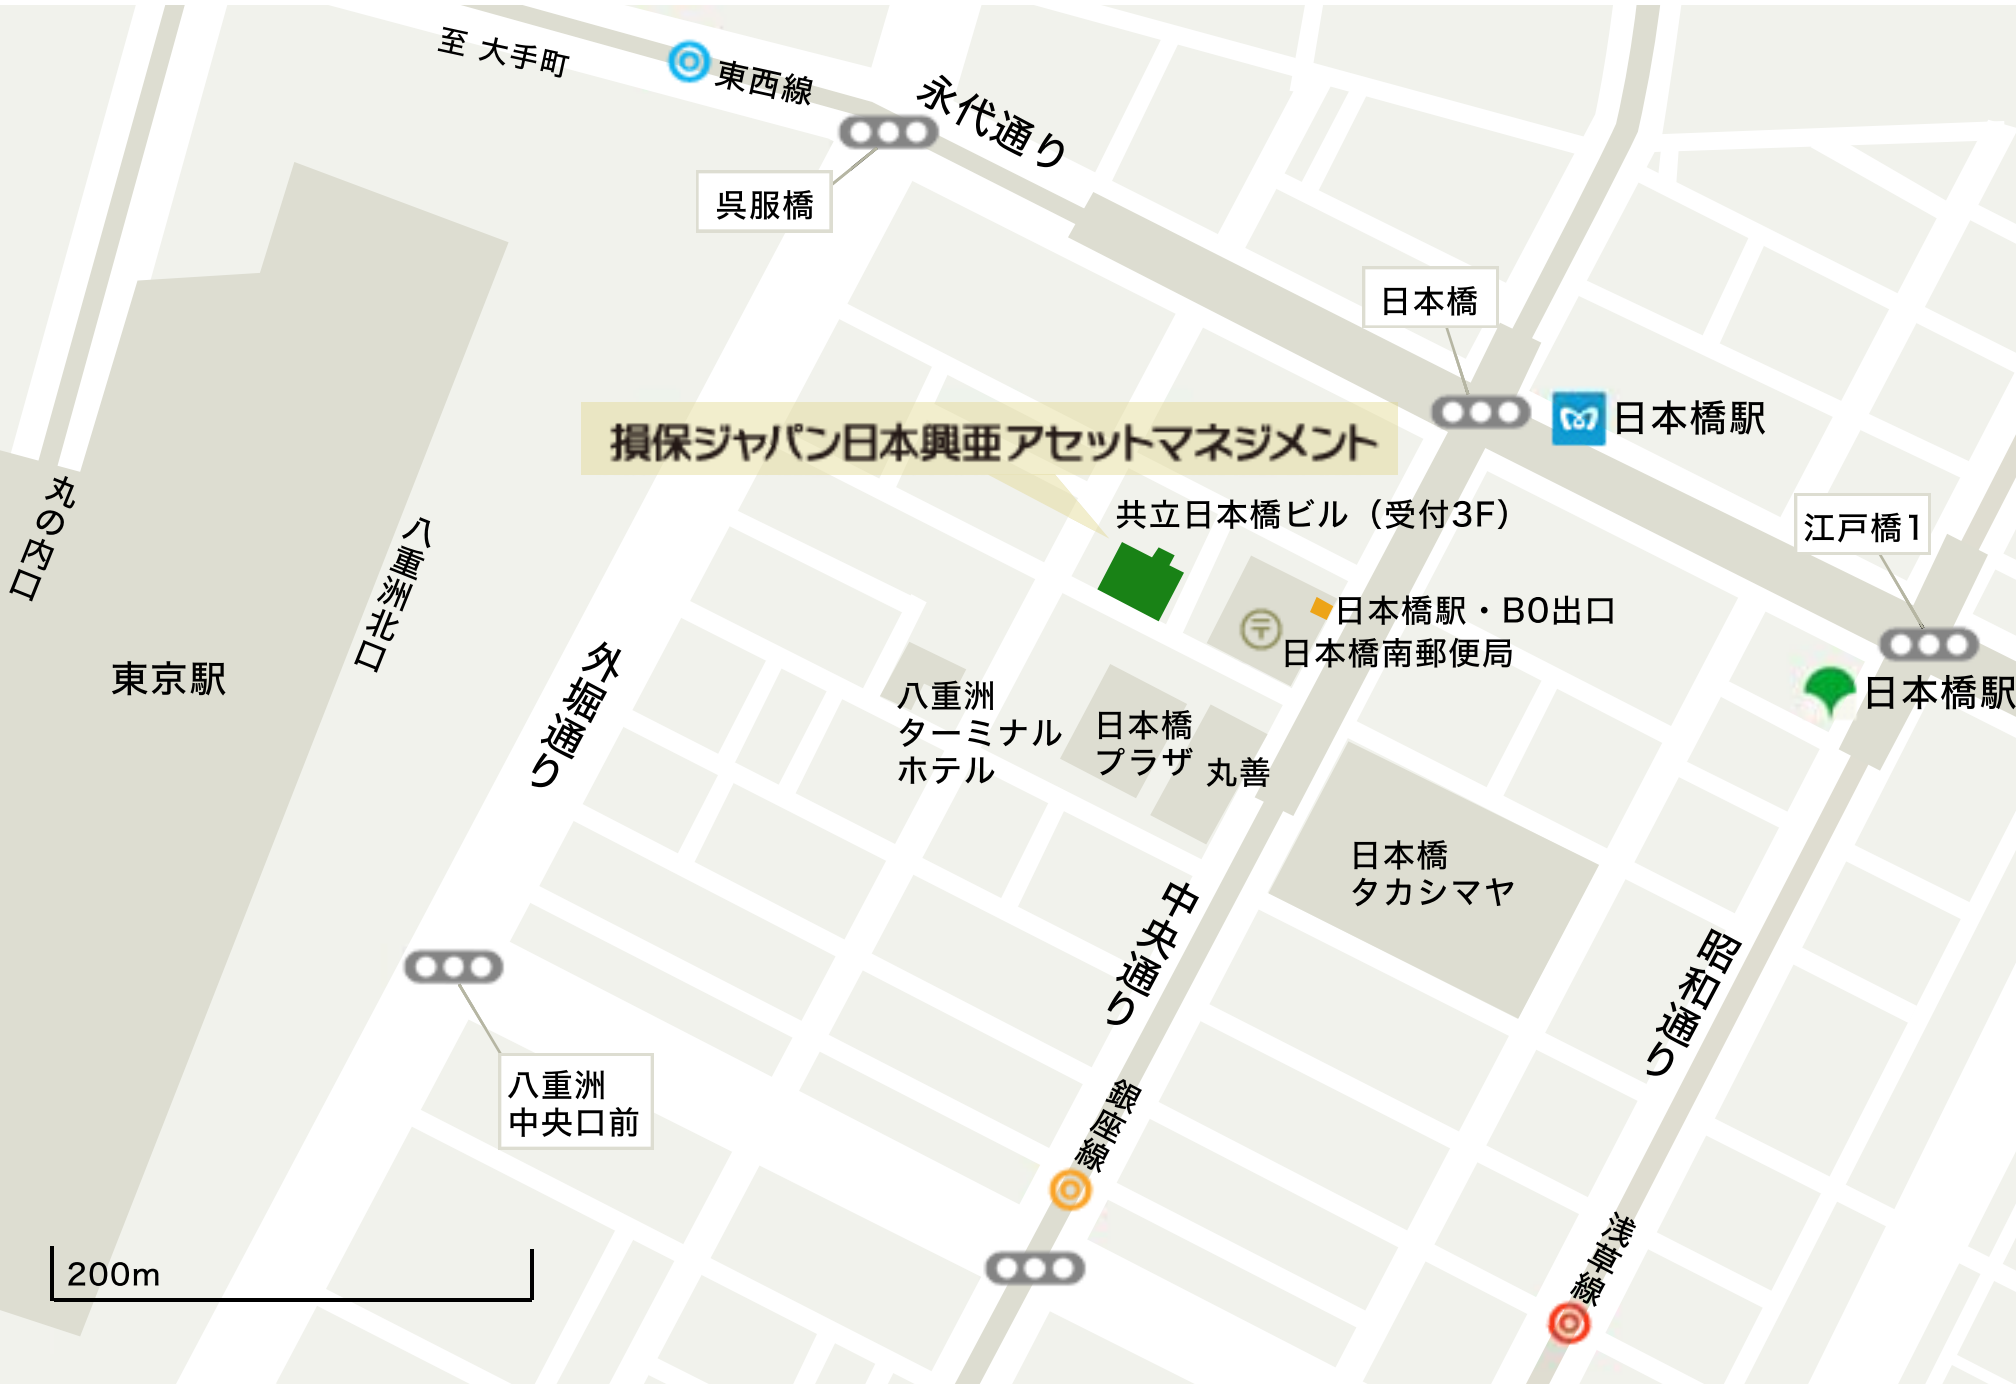 至 大手町
東西線
永代通り
呉服橋
日本橋
日本橋駅
損保ジャパン日本興亜アセットマネジメント
共立日本橋ビル（受付3F）
江戸橋1
丸の内口
八重洲北口
日本橋駅・B0出口
日本橋南郵便局
東京駅
外堀通り
八重洲
ターミナル
ホテル
日本橋
プラザ
丸善
日本橋駅
日本橋
タカシマヤ
中央通り
昭和通り
八重洲
中央口前
銀座線
浅草線
200m